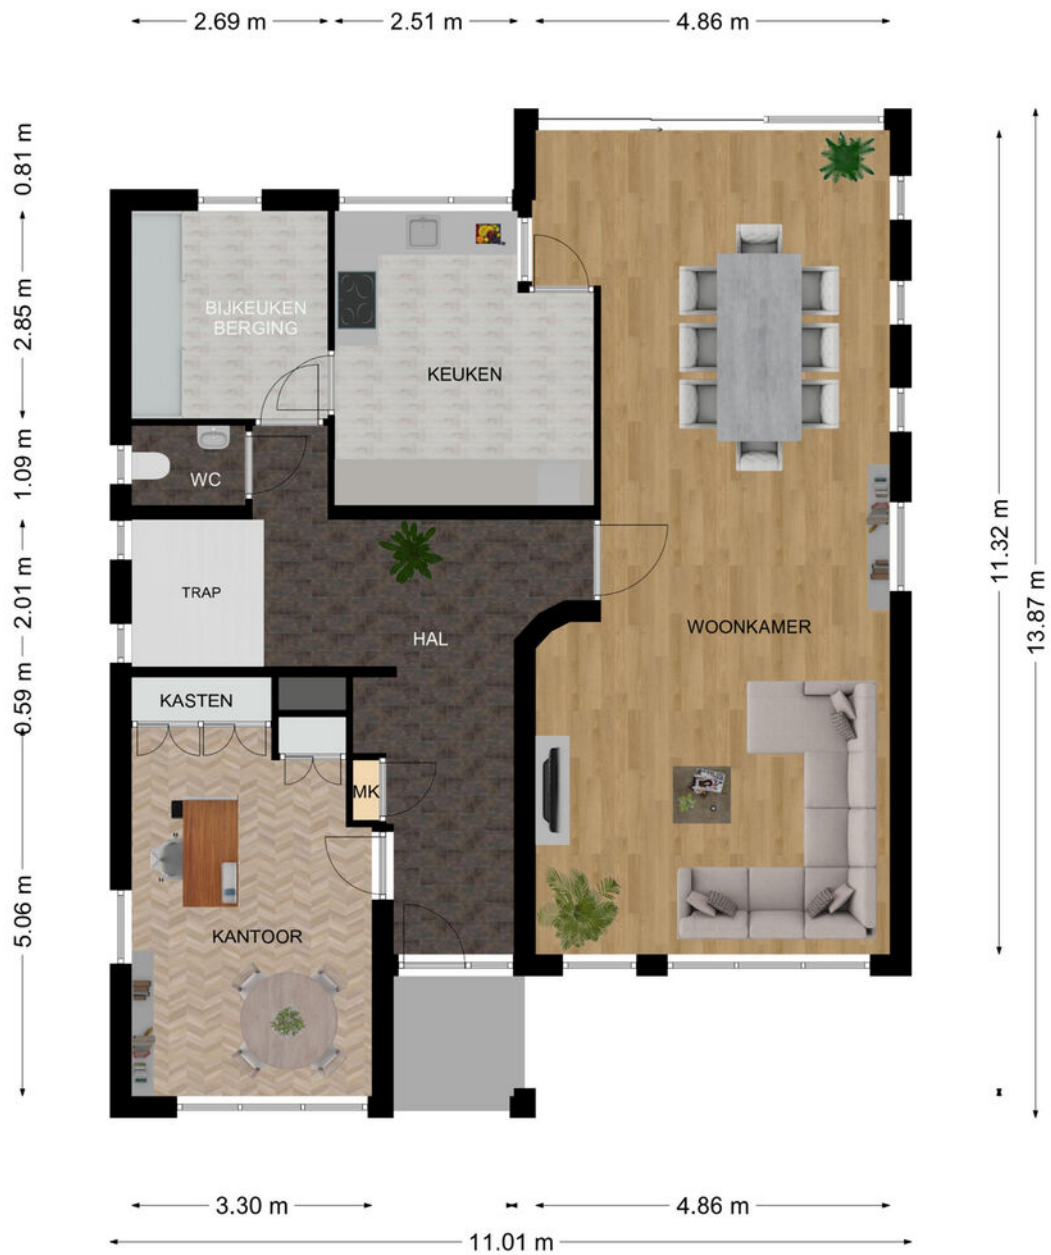 2.69 m
2.51 m
4.86 m
0.81 m
2.85 m
1.09 m
2.01 m
0.59 m
5.06 m
BIJKEUKEN
BERGING
KEUKEN
WC
TRAP
HAL
WOONKAMER
KASTEN
MK
KANTOOR
11.32 m
13.87 m
3.30 m
4.86 m
11.01 m